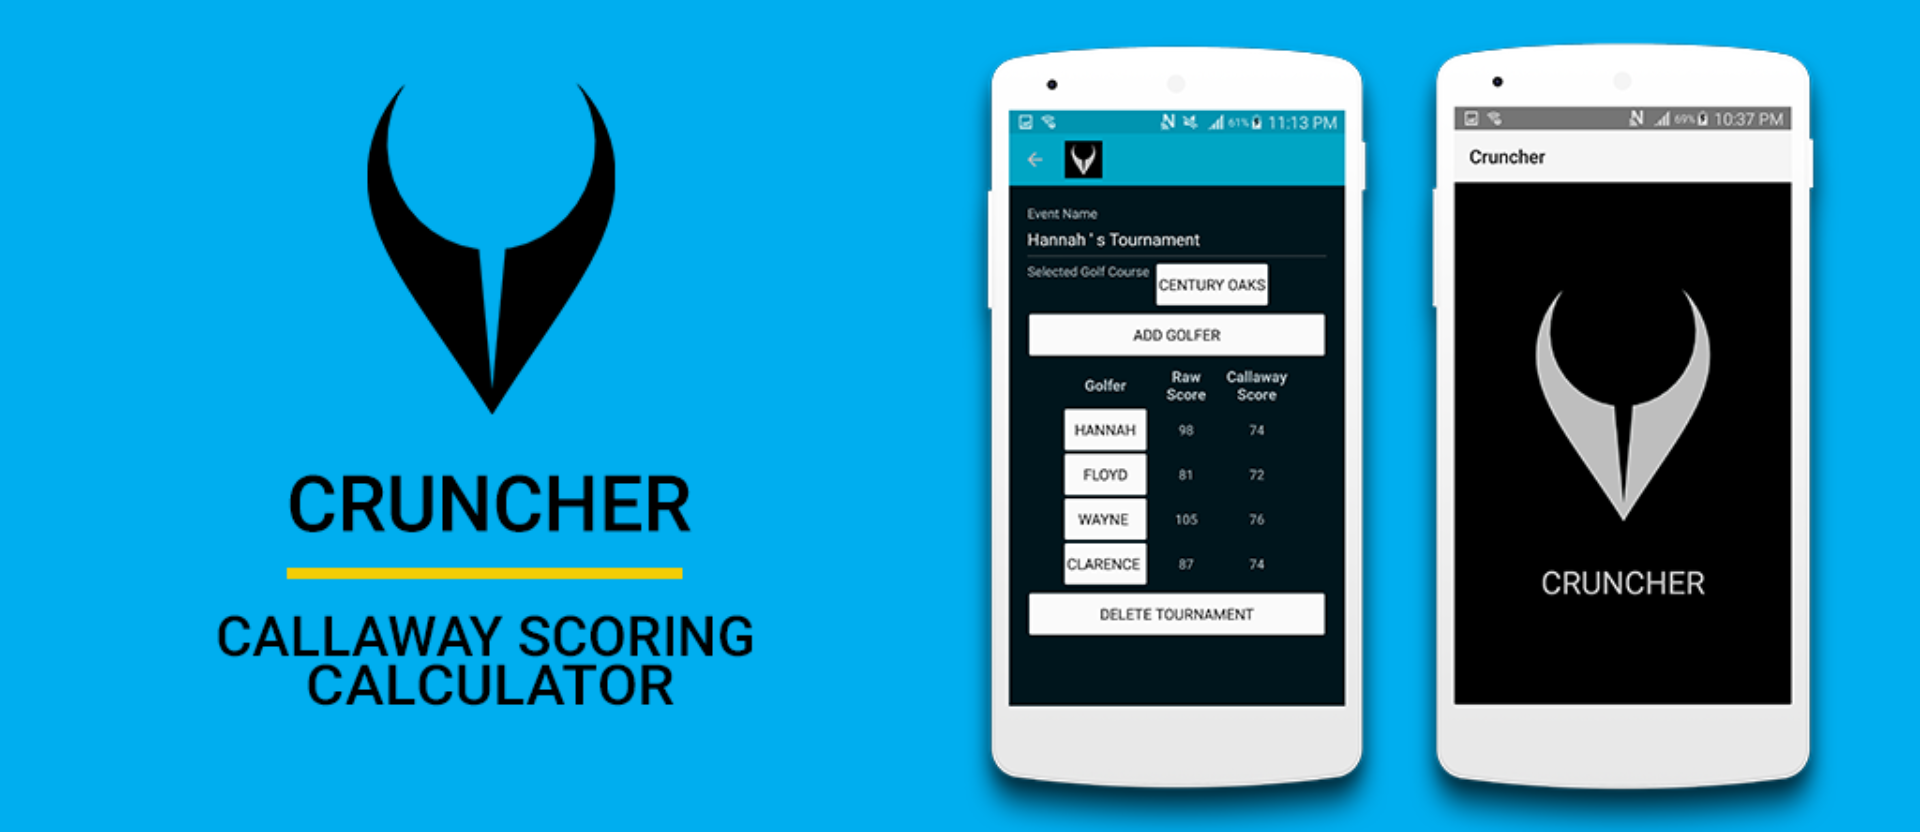 CRUNCHER
CALLAWAY SCORING
CALCULATOR
61% 11:13 PM
Event Name
Hannah ' s Tournament
Selected Golf Course
CENTURY OAKS
ADD GOLFER
Golfer Raw Score Callaway Score
HANNAH 98 74
FLOYD 81 72
WAYNE 105 76
CLARENCE 87 74
DELETE TOURNAMENT
69% 10:37 PM
Cruncher
CRUNCHER